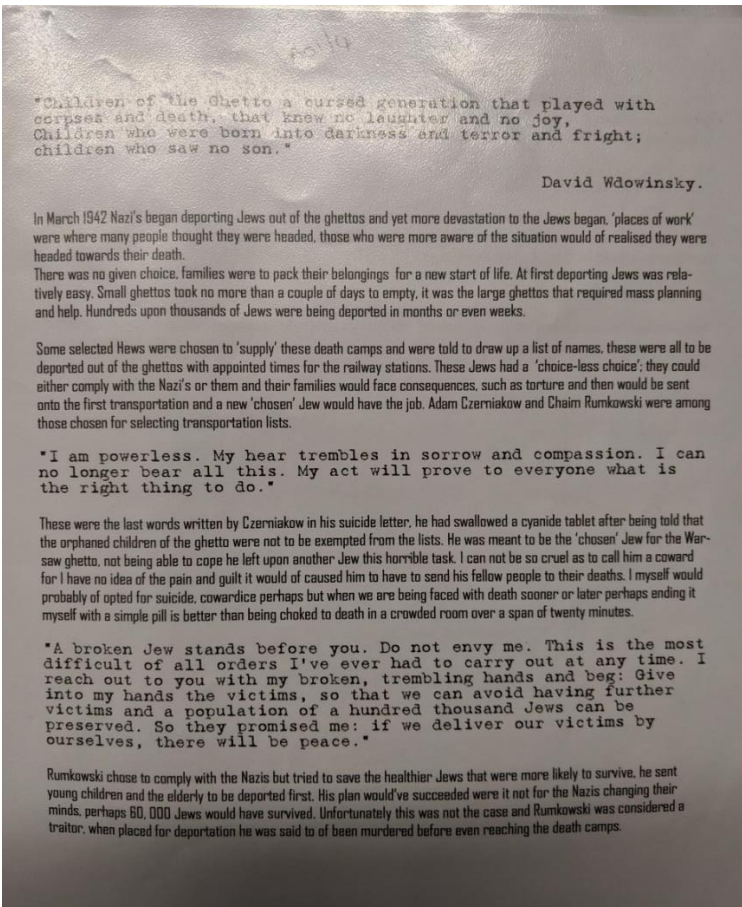 "Children of the Ghetto a cursed generation that played with
corpses and death, that knew no laughter and no joy,
Children who were born into darkness and terror and fright;
children who saw no son."
David Wdowinsky.
In March 1942 Nazi's began deporting Jews out of the ghettos and yet more devastation to the Jews began, 'places of work'
were where many people thought they were headed, those who were more aware of the situation would of realised they were
headed towards their death.
There was no given choice, families were to pack their belongings for a new start of life. At first deporting Jews was rela-
tively easy. Small ghettos took no more than a couple of days to empty, it was the large ghettos that required mass planning
and help. Hundreds upon thousands of Jews were being deported in months or even weeks.
Some selected Hews were chosen to 'supply' these death camps and were told to draw up a list of names, these were all to be
deported out of the ghettos with appointed times for the railway stations. These Jews had a 'choice-less choice'; they could
either comply with the Nazi's or them and their families would face consequences, such as torture and then would be sent
onto the first transportation and a new 'chosen' Jew would have the job. Adam Czerniakow and Chaim Rumkowski were among
those chosen for selecting transportation lists.
"I am powerless. My hear trembles in sorrow and compassion. I can
no longer bear all this. My act will prove to everyone what is
the right thing to do."
These were the last words written by Czerniakow in his suicide letter, he had swallowed a cyanide tablet after being told that
the orphaned children of the ghetto were not to be exempted from the lists. He was meant to be the 'chosen' Jew for the War-
saw ghetto, not being able to cope he left upon another Jew this horrible task. I can not be so cruel as to call him a coward
for I have no idea of the pain and guilt it would of caused him to have to send his fellow people to their deaths. I myself would
probably of opted for suicide, cowardice perhaps but when we are being faced with death sooner or later perhaps ending it
myself with a simple pill is better than being choked to death in a crowded room over a span of twenty minutes.
"A broken Jew stands before you. Do not envy me. This is the most
difficult of all orders I've ever had to carry out at any time. I
reach out to you with my broken, trembling hands and beg: Give
into my hands the victims, so that we can avoid having further
victims and a population of a hundred thousand Jews can be
preserved. So they promised me: if we deliver our victims by
ourselves, there will be peace."
Rumkowski chose to comply with the Nazis but tried to save the healthier Jews that were more likely to survive, he sent
young children and the elderly to be deported first. His plan would've succeeded were it not for the Nazis changing their
minds, perhaps 60, 000 Jews would have survived. Unfortunately this was not the case and Rumkowski was considered a
traitor, when placed for deportation he was said to of been murdered before even reaching the death camps.